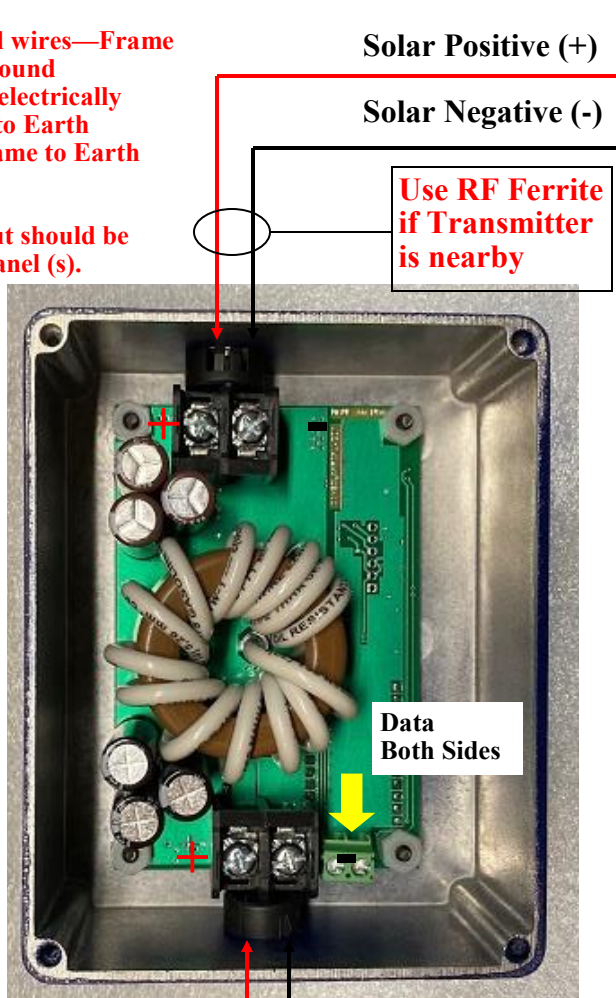 wires—Frame
ound
electrically
to Earth
ame to Earth
ut should be
anel (s).
Solar Positive (+)
Solar Negative (-)
Use RF Ferrite
if Transmitter
is nearby
RESISTAN
Data
Both Sides